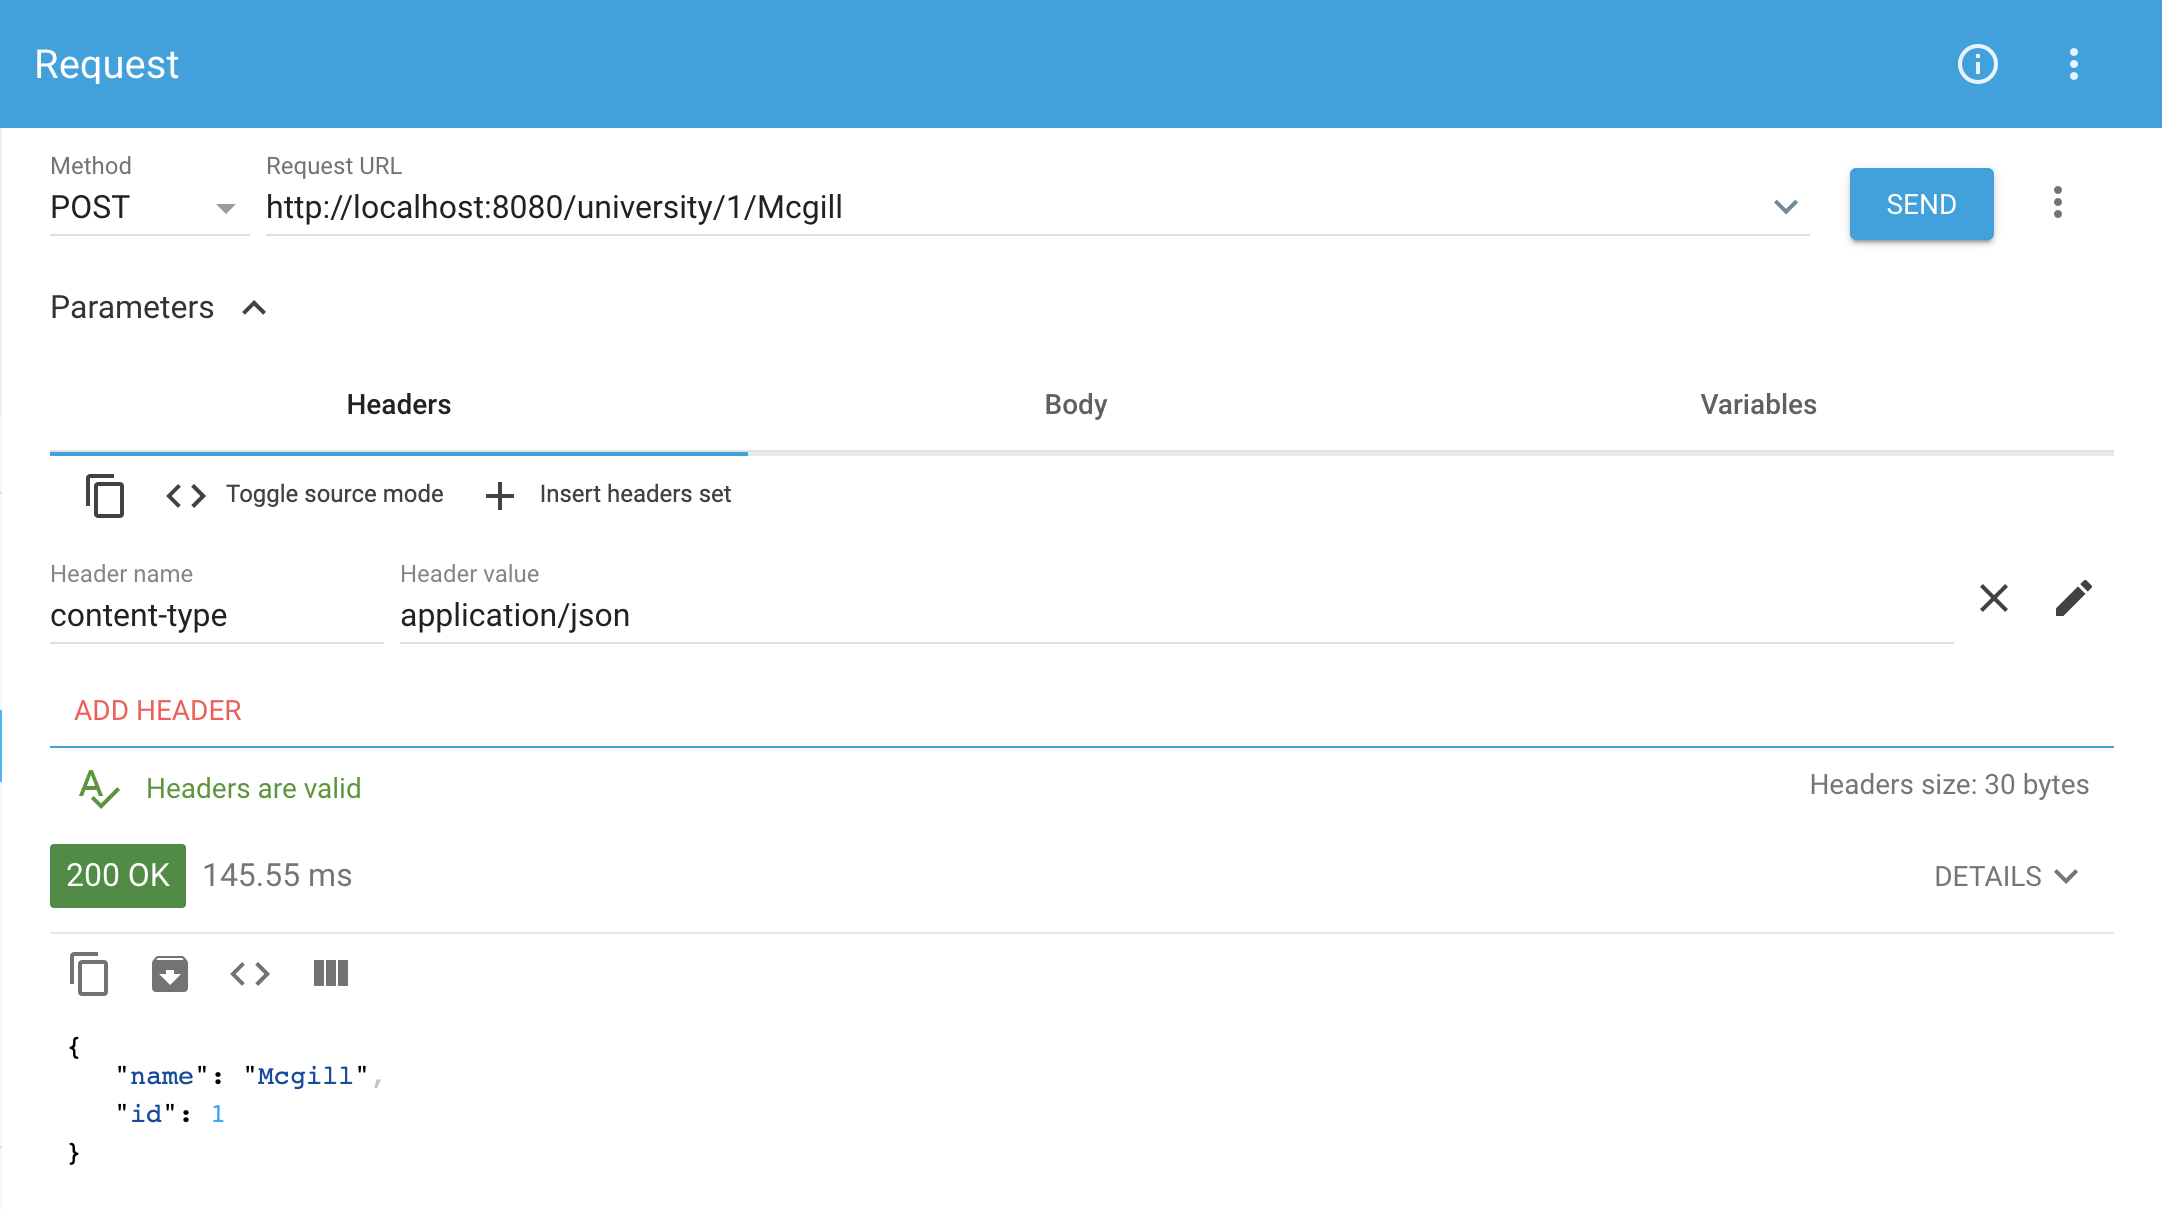 Request
Method
Request URL
POST
http://localhost:8080/university/1/Mcgill
SEND
Parameters
Headers
Body
Variables
Toggle source mode
Insert headers set
Header name
Header value
content-type
application/json
ADD HEADER
Headers are valid
Headers size: 30 bytes
200 OK
145.55 ms
DETAILS
{
"name": "Mcgill",
"id": 1
}